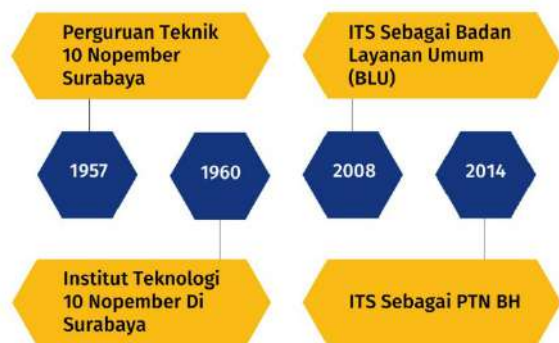 Perguruan Teknik
10 Nopember
Surabaya
ITS Sebagai Badan
Layanan Umum
(BLU)
1957
1960
2008
2014
Institut Teknologi
10 Nopember Di
Surabaya
ITS Sebagai PTN BH